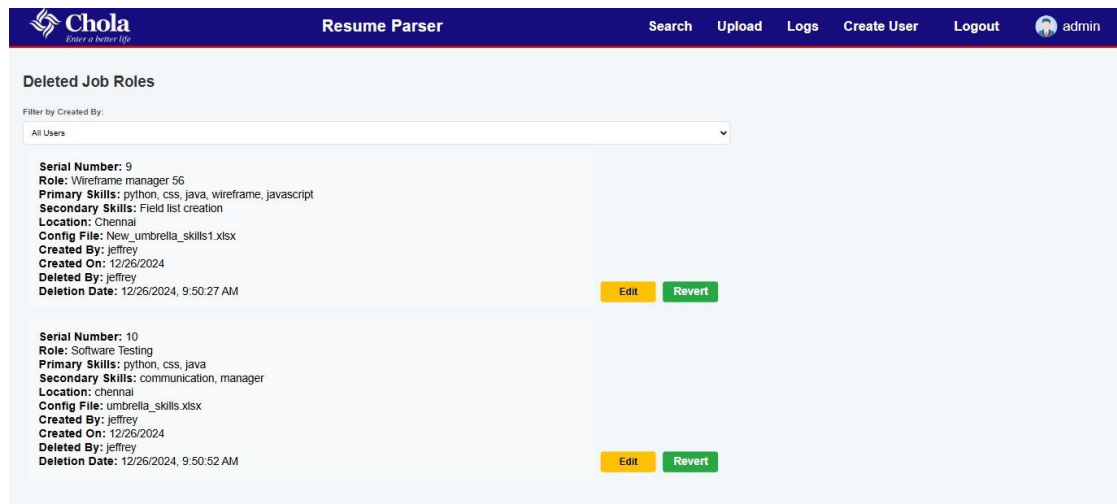 Chola
Enter a better life
Resume Parser
Search Upload Logs Create User Logout admin
Deleted Job Roles
Filter by Created By:
All Users
Serial Number: 9
Role: Wireframe manager 56
Primary Skills: python, css, java, wireframe, javascript
Secondary Skills: Field list creation
Location: Chennai
Config File: New_umbrella_skills1.xlsx
Created By: jeffrey
Created On: 12/26/2024
Deleted By: jeffrey
Deletion Date: 12/26/2024, 9:50:27 AM
Edit Revert
Serial Number: 10
Role: Software Testing
Primary Skills: python, css, java
Secondary Skills: communication, manager
Location: chennai
Config File: umbrella_skills.xlsx
Created By: jeffrey
Created On: 12/26/2024
Deleted By: jeffrey
Deletion Date: 12/26/2024, 9:50:52 AM
Edit Revert